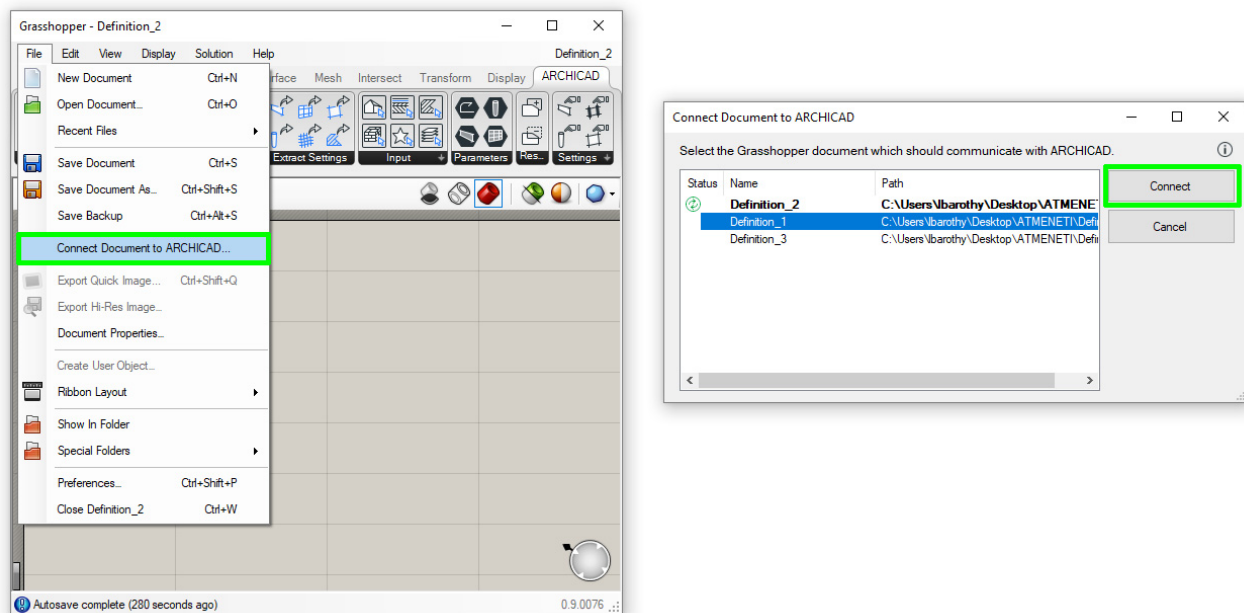 Grasshopper - Definition_2
File Edit View Display Solution Help Definition_2
Mesh Intersect Transform Display ARCHICAD
New Document Ctrl+N
Open Document... Ctrl+O
Recent Files
Save Document Ctrl+S
Save Document As... Ctrl+Shift+S
Save Backup Ctrl+Alt+S
Connect Document to ARCHICAD...
Export Quick Image... Ctrl+Shift+Q
Export Hi-Res Image...
Document Properties...
Create User Object...
Ribbon Layout
Show In Folder
Special Folders
Preferences... Ctrl+Shift+P
Close Definition_2 Ctrl+W
Extract Settings Input Parameters Res... Settings
Autosave complete (280 seconds ago) 0.9.0076
Connect Document to ARCHICAD
Select the Grasshopper document which should communicate with ARCHICAD.
Status Name Path
Definition_2 C:\Users\lbarothy\Desktop\ATMENET
Definition_1 C:\Users\lbarothy\Desktop\ATMENETI\Defi
Definition_3 C:\Users\lbarothy\Desktop\ATMENETI\Defi
Connect
Cancel